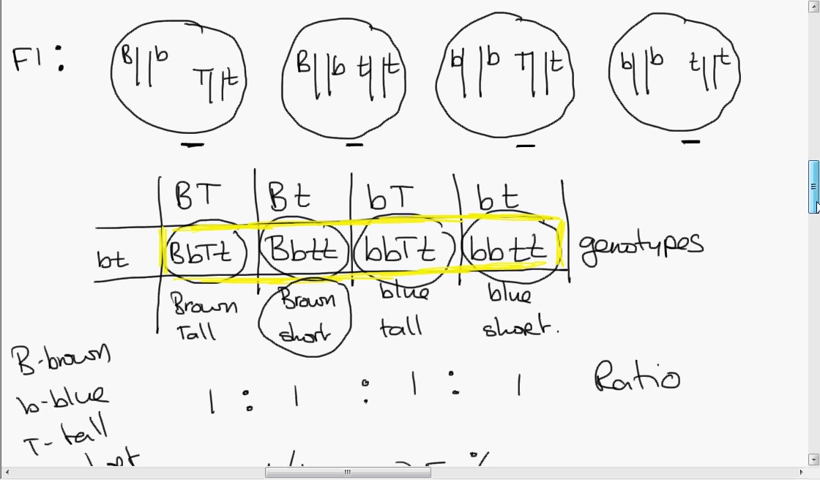 F1:
B b T t
B b t t
b b T t
b b t t
BT Bt bT bt
bt BbTt Bbtt bbTt bbtt genotypes
Brown Tall
Brown short
blue tall
blue short.
B-brown
b-blue
T-tall
1 : 1 : 1 : 1 Ratio
%